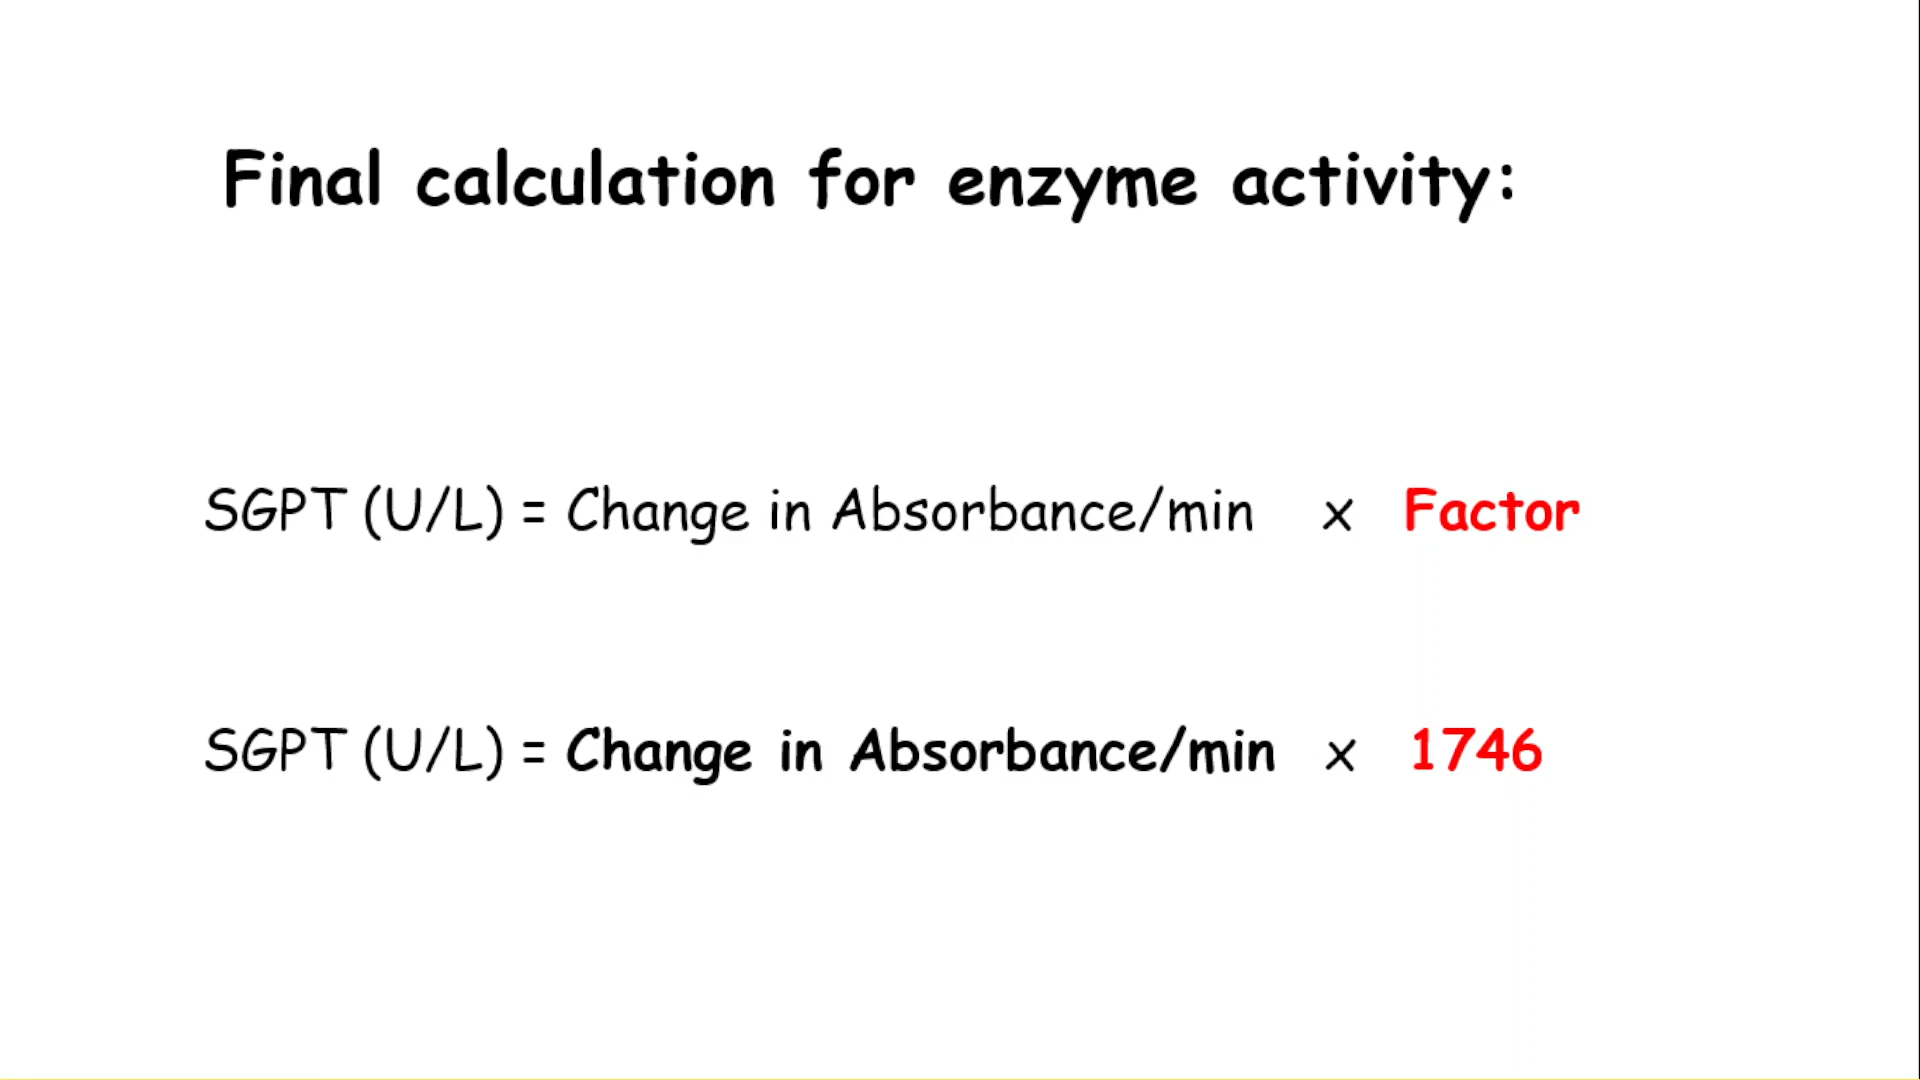 Final calculation for enzyme activity:
SGPT (U/L) = Change in Absorbance/min x Factor
SGPT (U/L) = Change in Absorbance/min x 1746